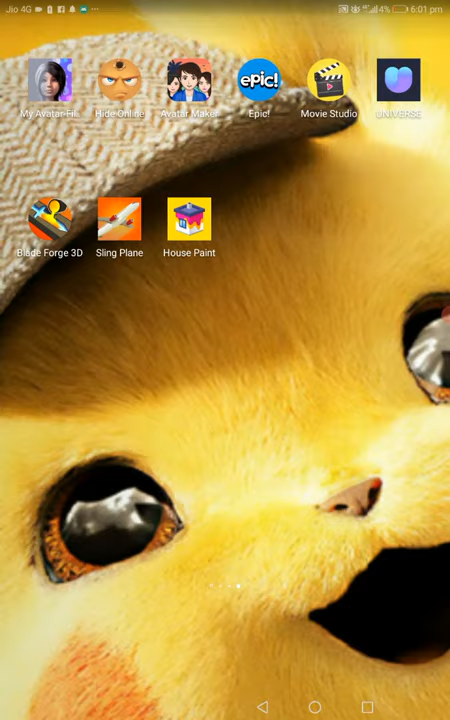 Jio 4G 4% 6:01 pm
My Avatar Fil.. Hide Online Avatar Maker Epic! Movie Studio UNIVERSE
epic!
Blade Forge 3D Sling Plane House Paint